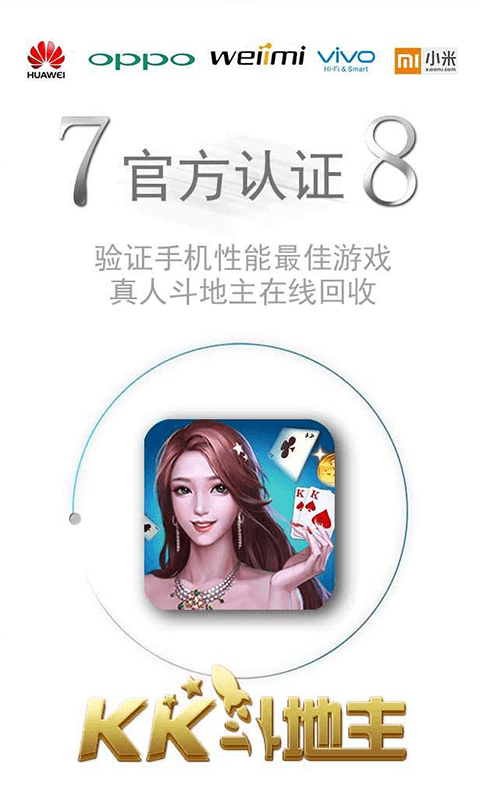 HUAWEI
oppo
weiimi
vivo
Hi-Fi & Smart
mi 小米
xiaomi.com
7 官方认证 8
验证手机性能最佳游戏
真人斗地主在线回收
K K
KK斗地主